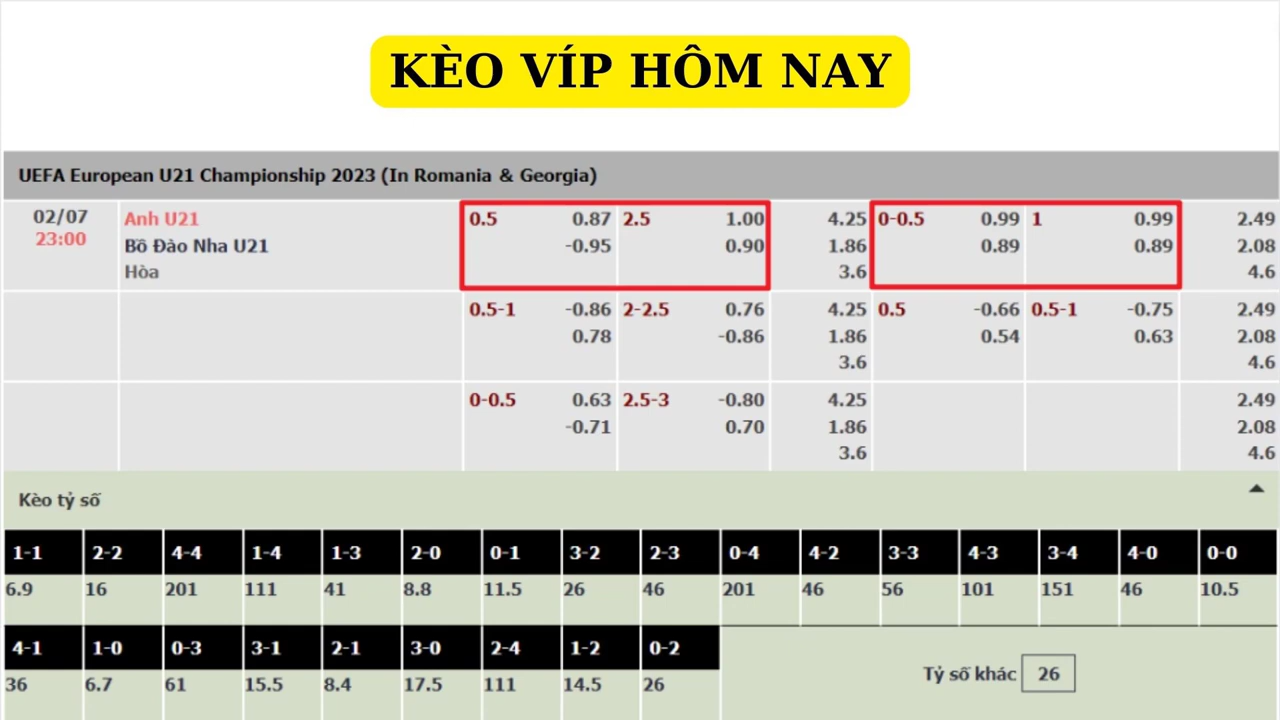 KÈO VÍP HÔM NAY
UEFA European U21 Championship 2023 (In Romania & Georgia)
02/07 Anh U21 0.5 0.87 2.5 1.00 4.25 0-0.5 0.99 1 0.99 2.49
23:00 Bồ Đào Nha U21 -0.95 0.90 1.86 0.89 0.89 2.08
Hòa 3.6 4.6
0.5-1 -0.86 2-2.5 0.76 4.25 0.5 -0.66 0.5-1 -0.75 2.49
0.78 -0.86 1.86 0.54 0.63 2.08
3.6 4.6
0-0.5 0.63 2.5-3 -0.80 4.25 2.49
-0.71 0.70 1.86 2.08
3.6 4.6
Kèo tỷ số
1-1 2-2 4-4 1-4 1-3 2-0 0-1 3-2 2-3 0-4 4-2 3-3 4-3 3-4 4-0 0-0
6.9 16 201 111 41 8.8 11.5 26 46 201 46 56 101 151 46 10.5
4-1 1-0 0-3 3-1 2-1 3-0 2-4 1-2 0-2
36 6.7 61 15.5 8.4 17.5 111 14.5 26
Tỷ số khác 26